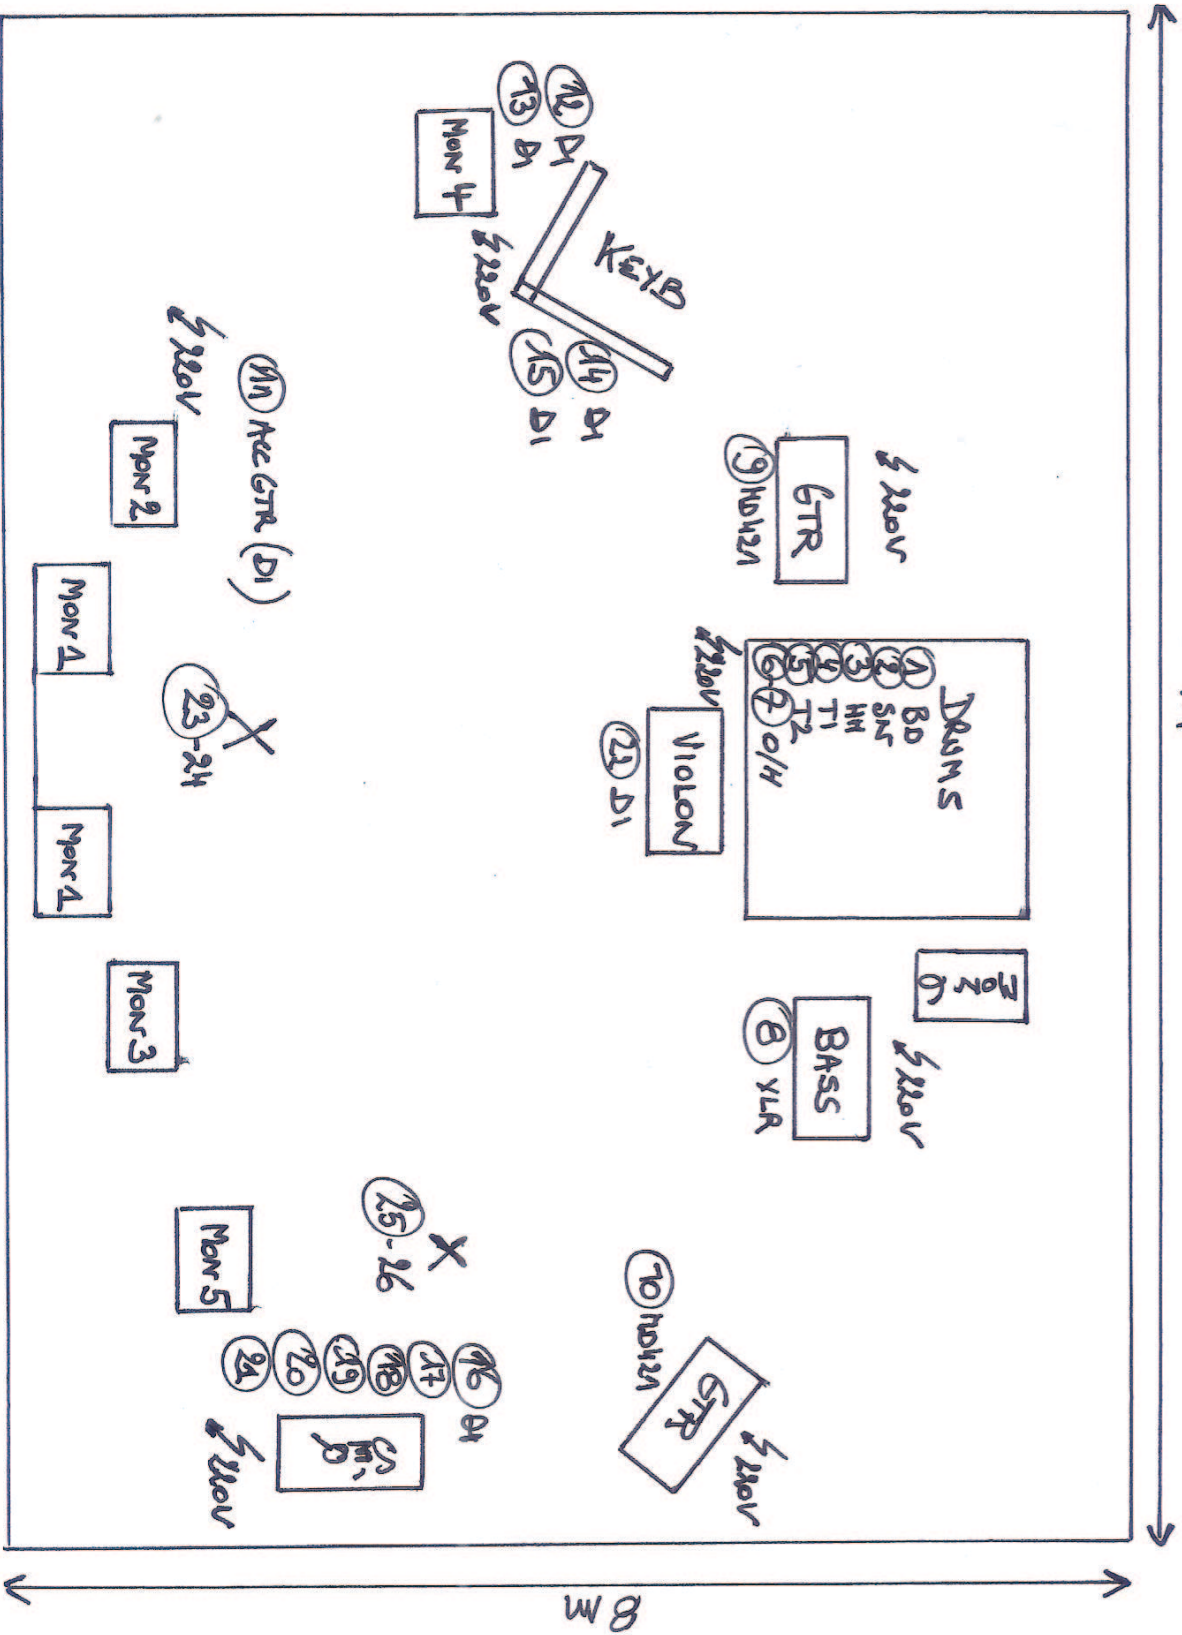 DRUMS
1 BD
2 SN
3 HH
4 T1
5 T2
6-7 O/H
MON 6
220V
GTR
9 MD421
220V
BASS
8 XLR
220V
VIOLON
22 DI
220V
GTR
10 MD421
KEYB
12 DI
13 DI
14 DI
15 DI
MON 4
220V
220V
16 DI
17
18
19
20
21
SEQ
220V
25-26
11 Acc GTR (DI)
220V
23-24
MON 2
MON 1
MON 1
MON 3
MON 5
8 m